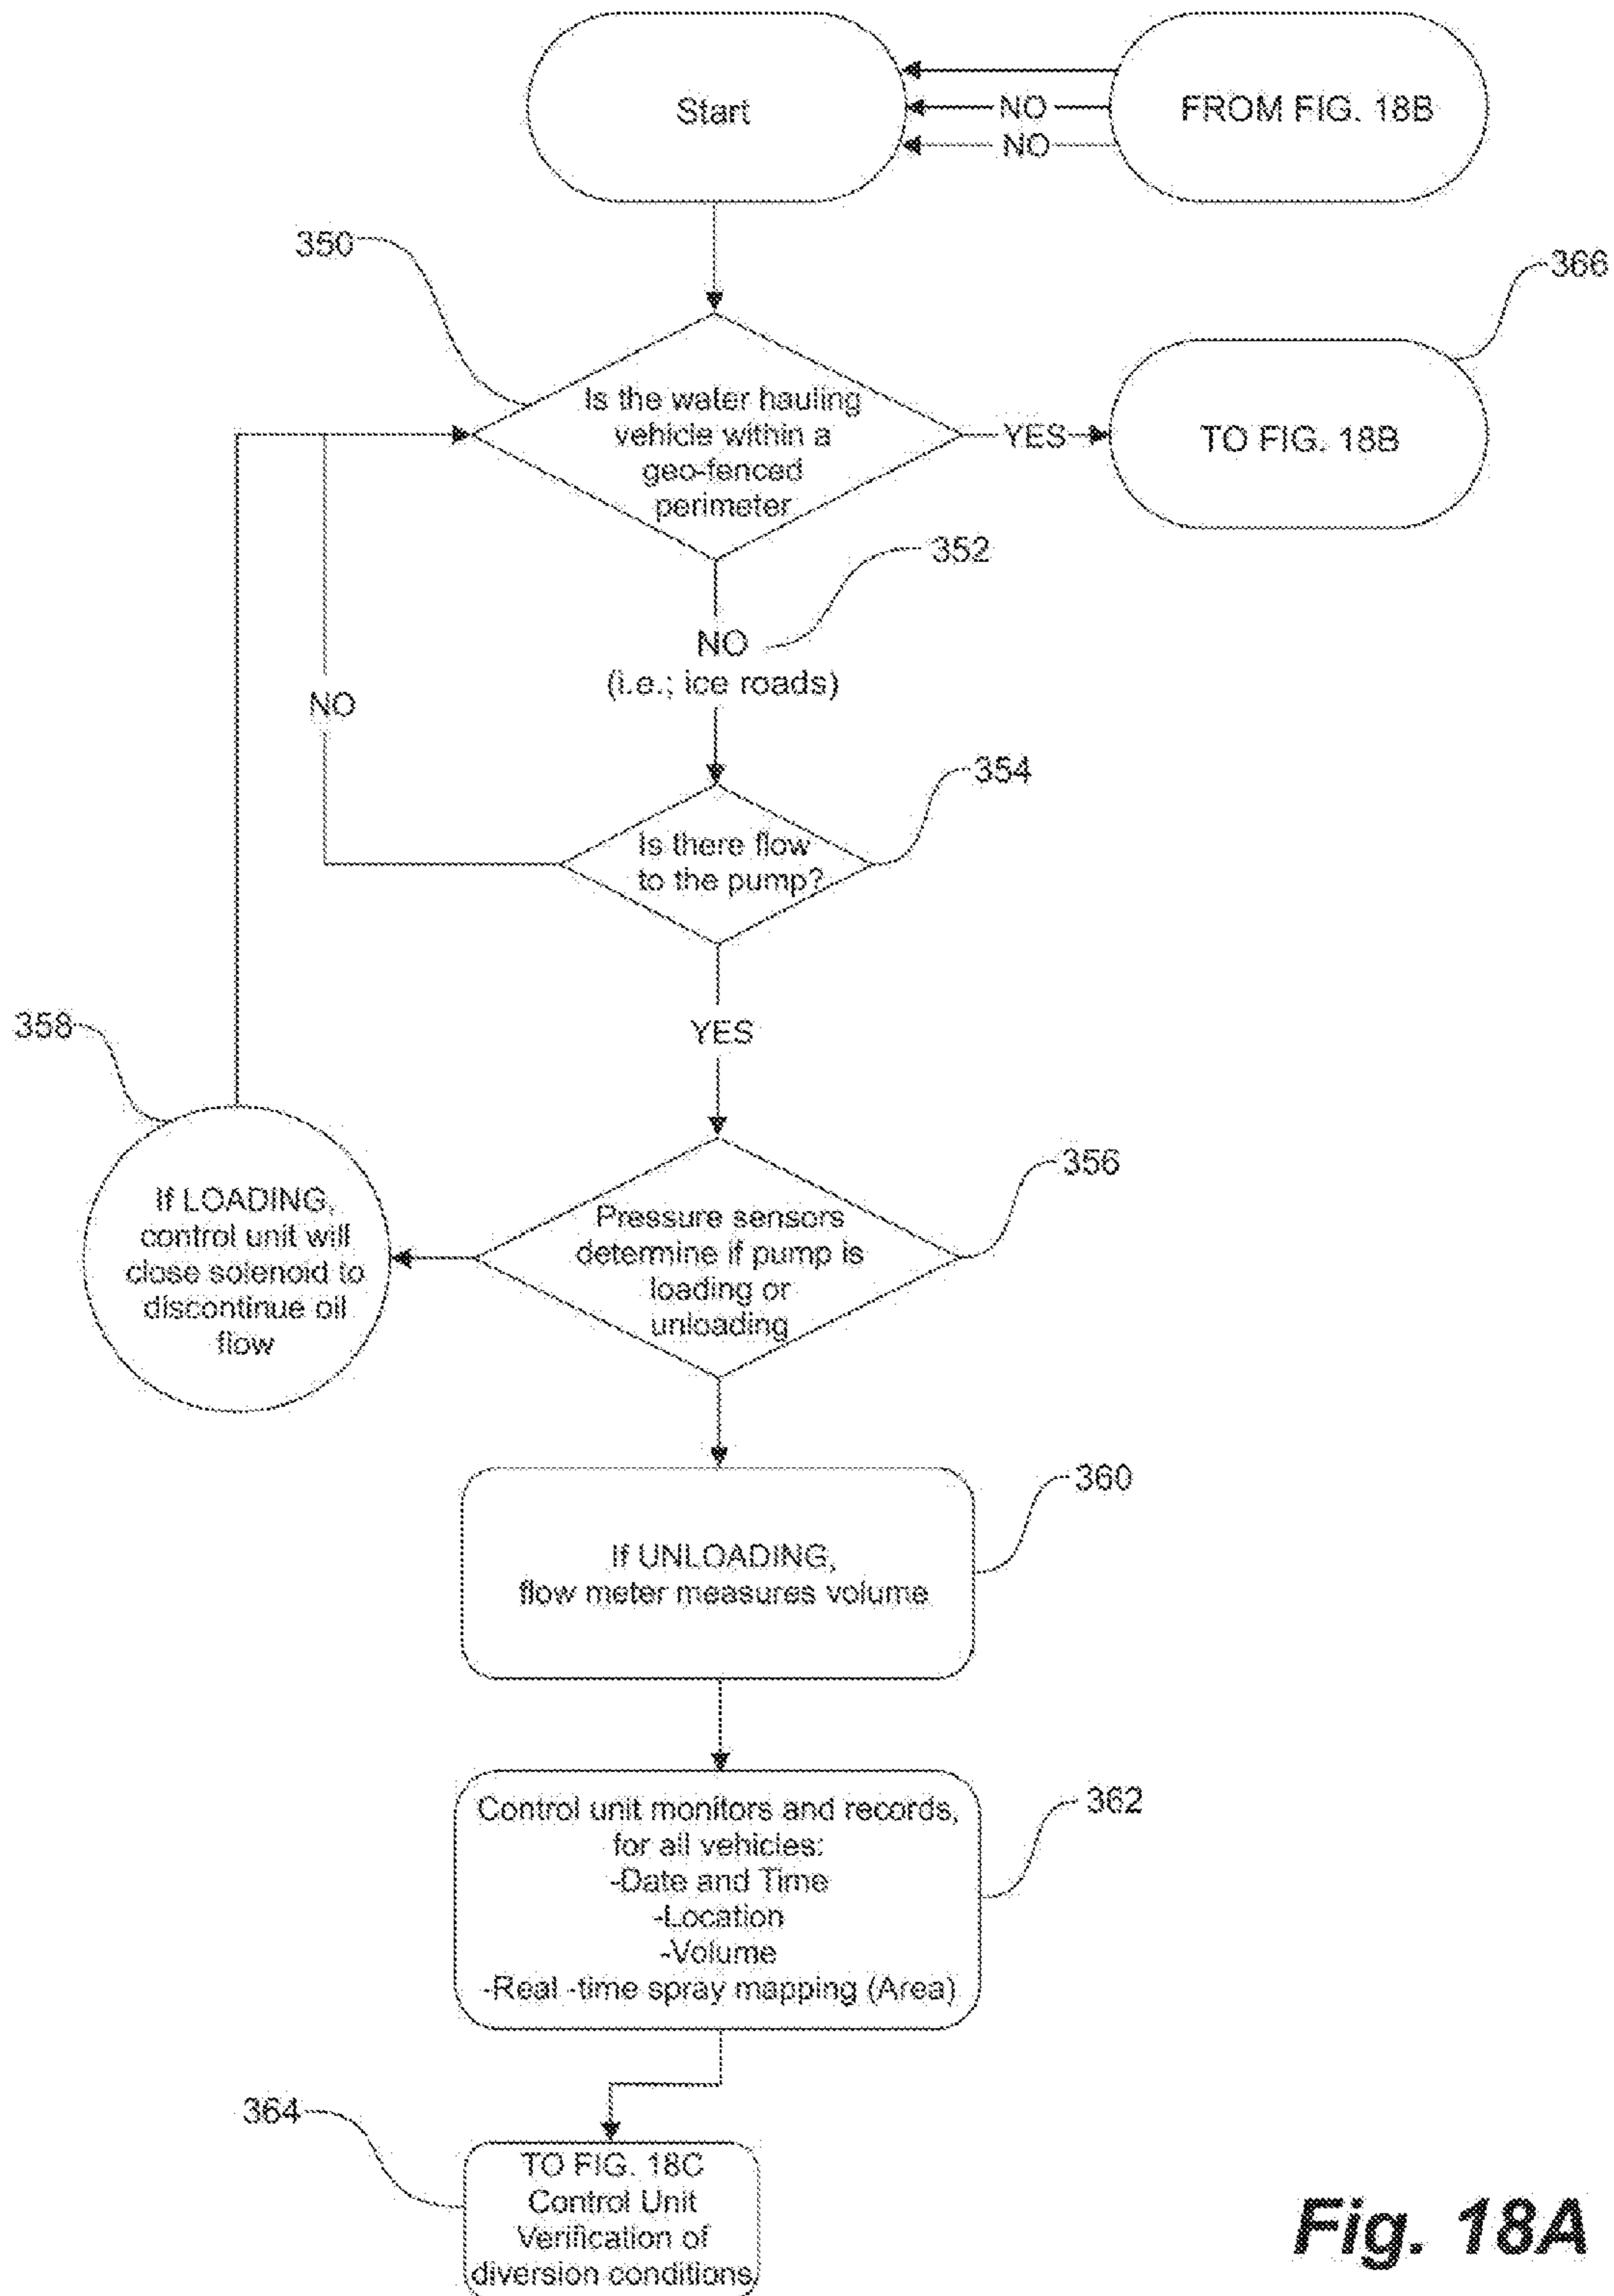 Start
NO
NO
FROM FIG. 18B
350
366
Is the water hauling
vehicle within a
geo-fenced
perimeter
YES
TO FIG. 18B
352
NO
(i.e.; ice roads)
NO
354
Is there flow
to the pump?
YES
358
356
If LOADING,
control unit will
close solenoid to
discontinue oil
flow
Pressure sensors
determine if pump is
loading or
unloading
360
If UNLOADING,
flow meter measures volume
362
Control unit monitors and records,
for all vehicles:
-Date and Time
-Location
-Volume
-Real -time spray mapping (Area)
364
TO FIG. 18C
Control Unit
Verification of
diversion conditions
Fig. 18A